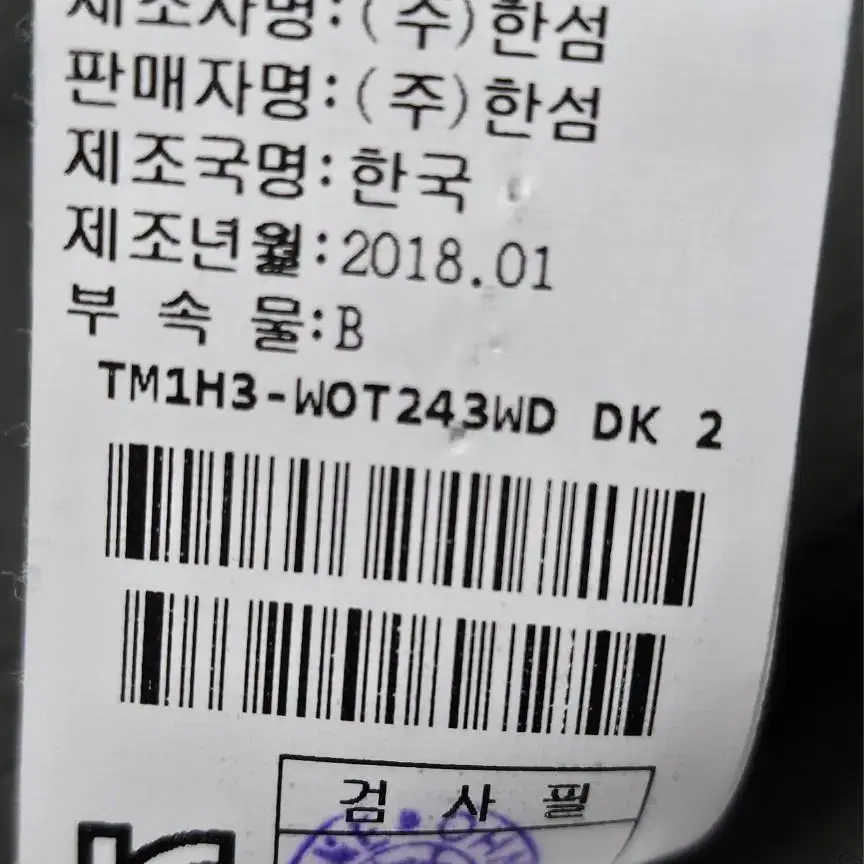 제조자명:(주)한섬
판매자명:(주)한섬
제조국명:한국
제조년월:2018.01
부 속 물:B
TM1H3-WOT243WD DK 2
검 사 필